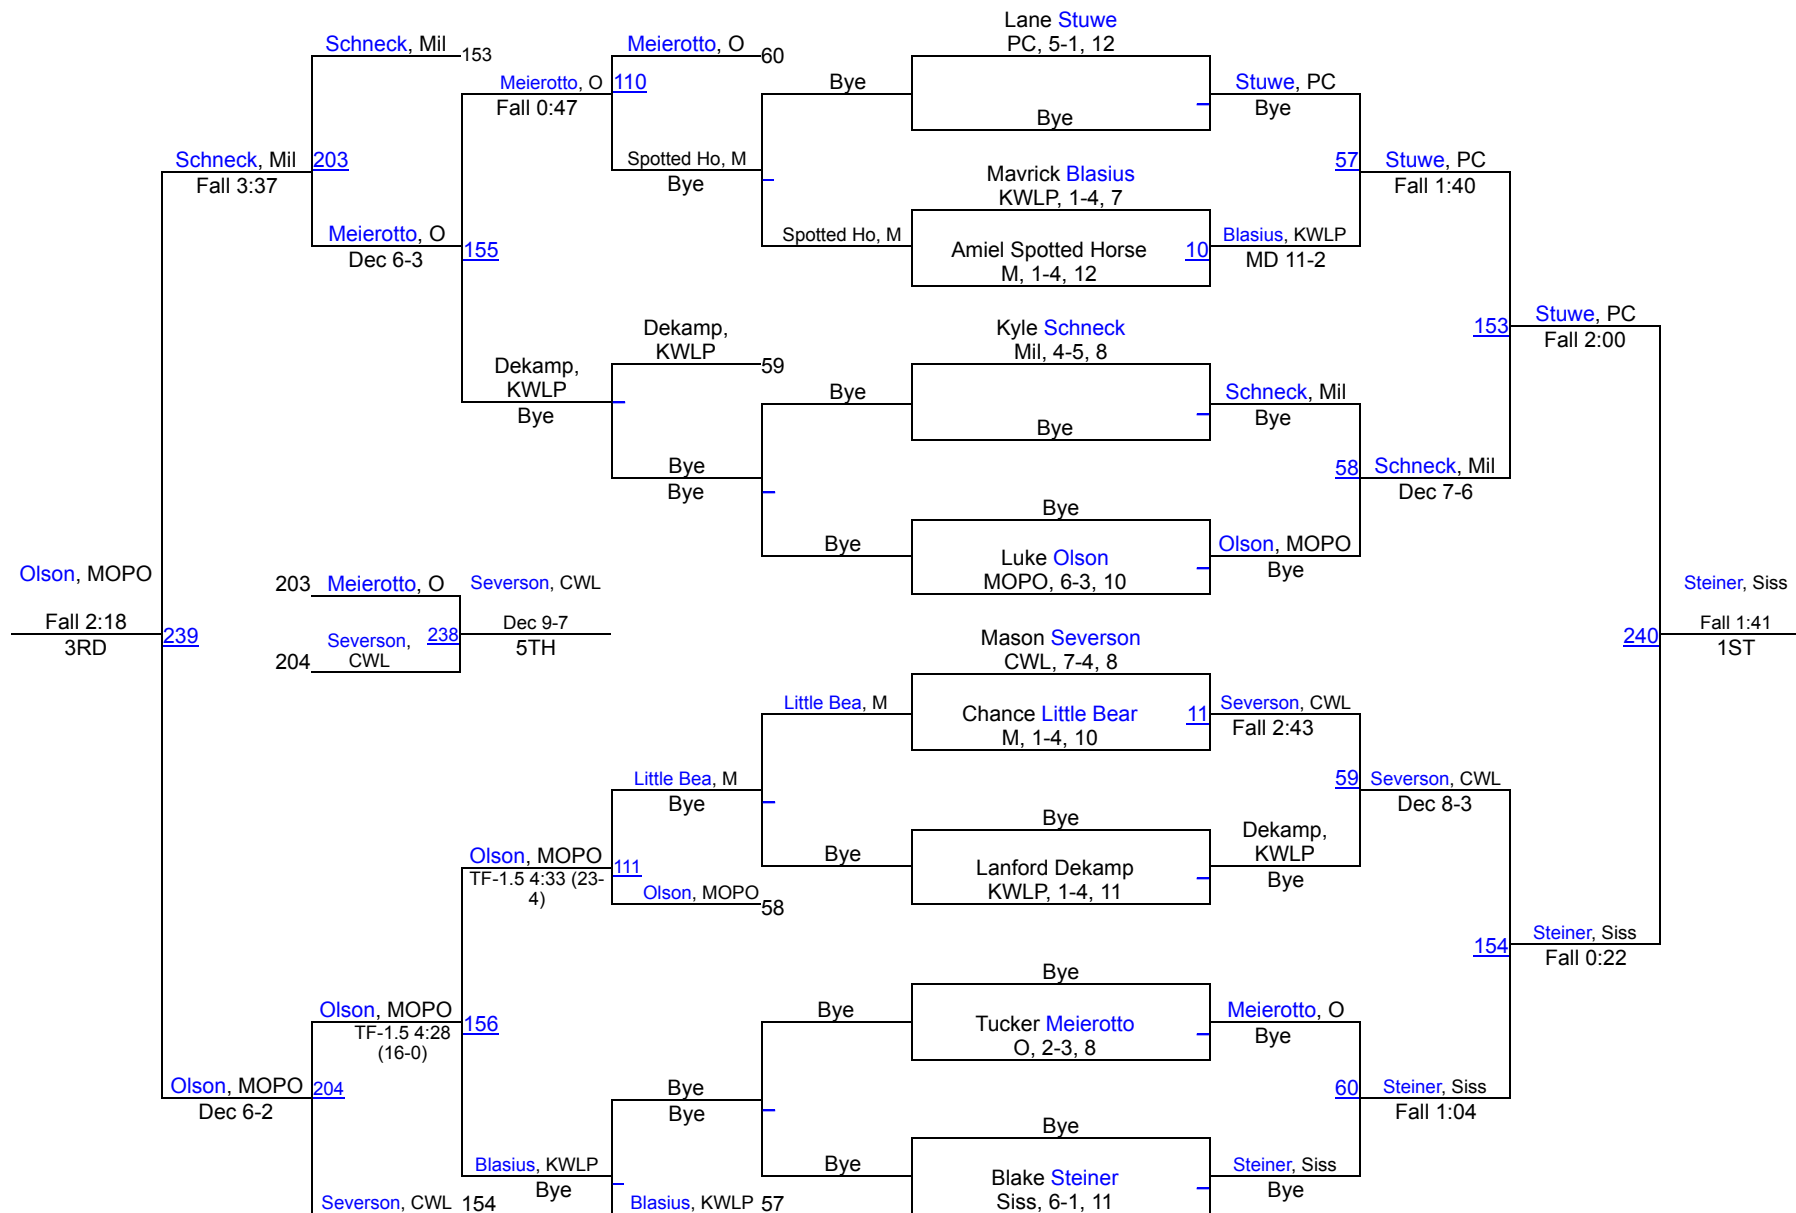 Lane Stuwe
PC, 5-1, 12
Schneck, Mil
153
Meierotto, O
60
Meierotto, O
110
Fall 0:47
Bye
Stuwe, PC
Bye
Bye
Schneck, Mil
203
Fall 3:37
Spotted Ho, M
Bye
Mavrick Blasius
KWLP, 1-4, 7
57
Stuwe, PC
Fall 1:40
Meierotto, O
155
Dec 6-3
Spotted Ho, M
Amiel Spotted Horse
M, 1-4, 12
10
Blasius, KWLP
MD 11-2
Dekamp,
KWLP
59
Kyle Schneck
Mil, 4-5, 8
153
Stuwe, PC
Fall 2:00
Dekamp,
KWLP
Bye
Bye
Bye
Schneck, Mil
Bye
Bye
Bye
58
Schneck, Mil
Dec 7-6
Bye
Bye
Luke Olson
MOPO, 6-3, 10
Olson, MOPO
Bye
Olson, MOPO
Fall 2:18
3RD
239
203
Meierotto, O
204
Severson,
CWL
238
Severson, CWL
Dec 9-7
5TH
Steiner, Siss
240
Fall 1:41
1ST
Mason Severson
CWL, 7-4, 8
Little Bea, M
Chance Little Bear
M, 1-4, 10
11
Severson, CWL
Fall 2:43
Little Bea, M
Bye
59
Severson, CWL
Dec 8-3
Bye
Bye
Lanford Dekamp
KWLP, 1-4, 11
Dekamp,
KWLP
Bye
Olson, MOPO
111
TF-1.5 4:33 (23-
4)
Olson, MOPO
58
154
Steiner, Siss
Fall 0:22
Bye
Bye
Tucker Meierotto
O, 2-3, 8
Meierotto, O
Bye
Olson, MOPO
156
TF-1.5 4:28
(16-0)
Olson, MOPO
204
Dec 6-2
Bye
Bye
60
Steiner, Siss
Fall 1:04
Bye
Bye
Blake Steiner
Siss, 6-1, 11
Steiner, Siss
Bye
Blasius, KWLP
Bye
Severson, CWL
154
Blasius, KWLP
57